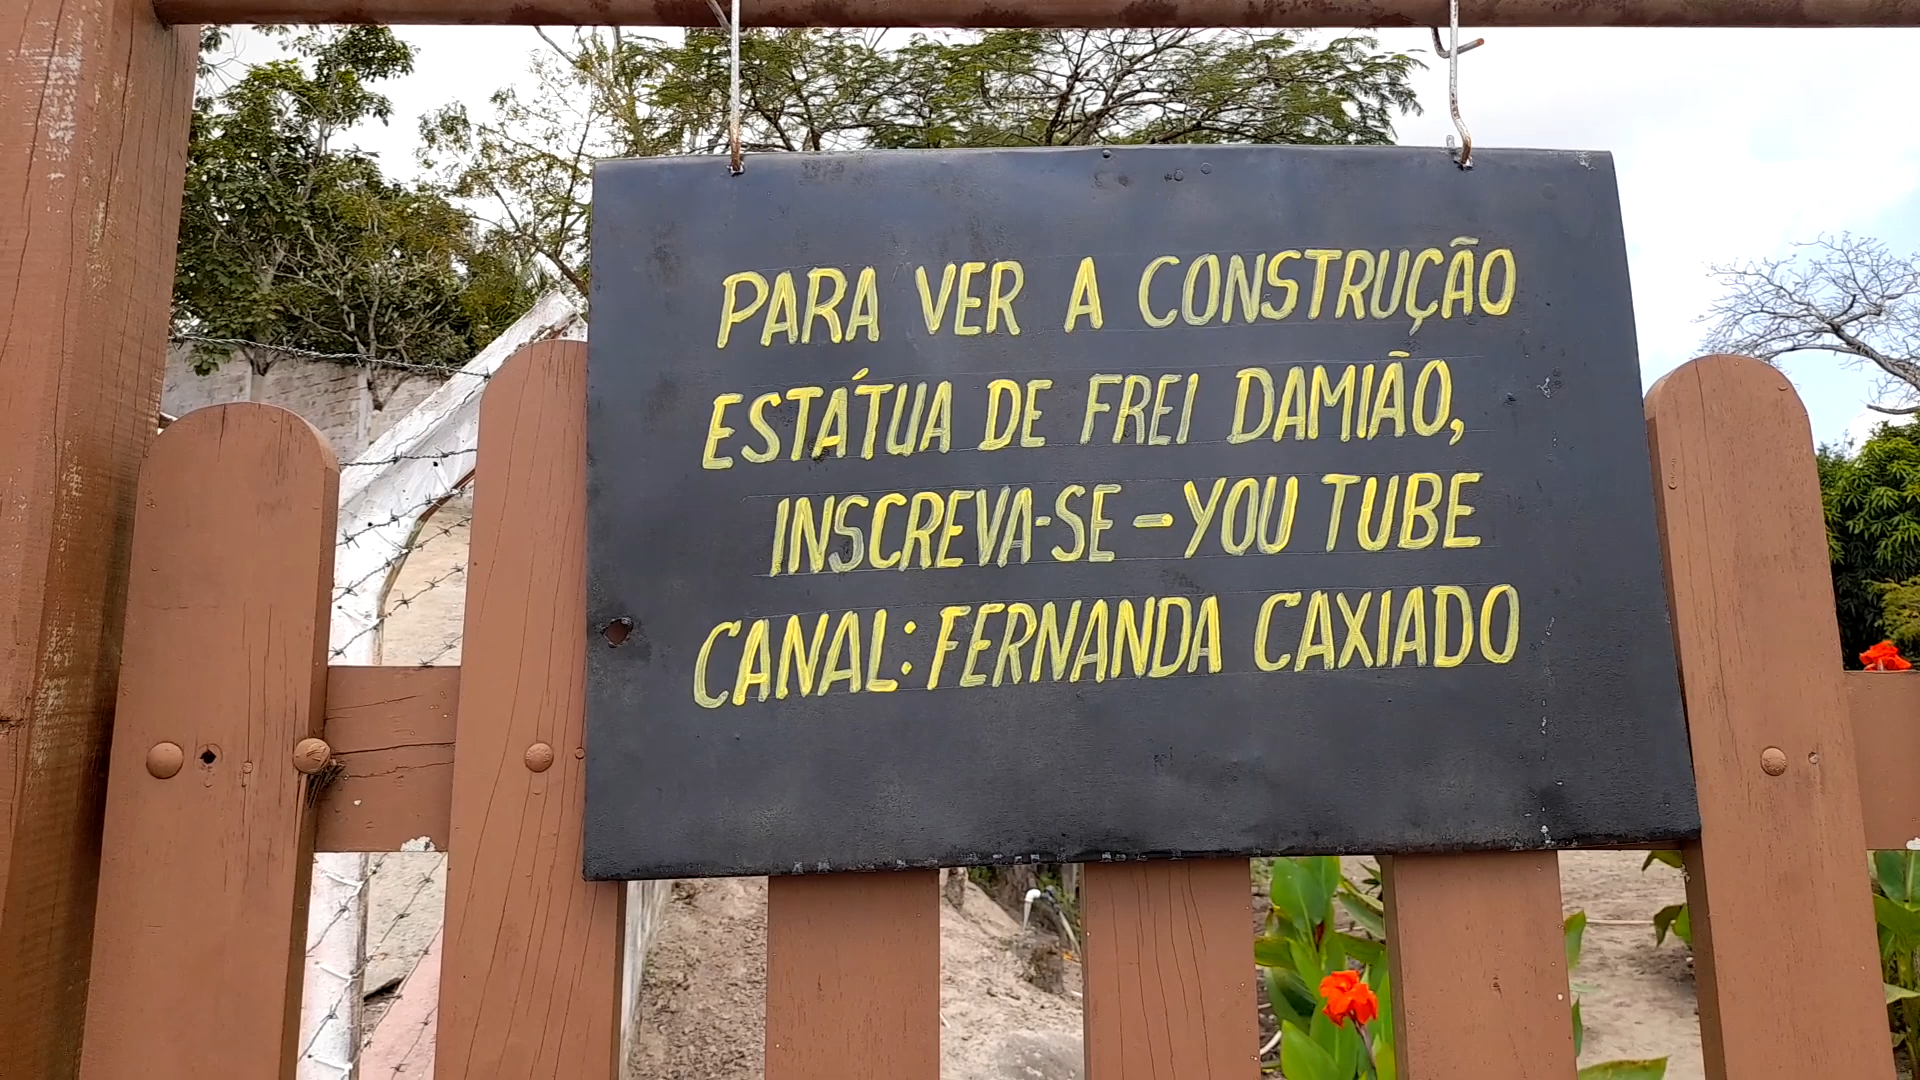 PARA VER A CONSTRUÇÃO
ESTÁTUA DE FREI DAMIÃO,
INSCREVA-SE – YOU TUBE
CANAL: FERNANDA CAXIADO